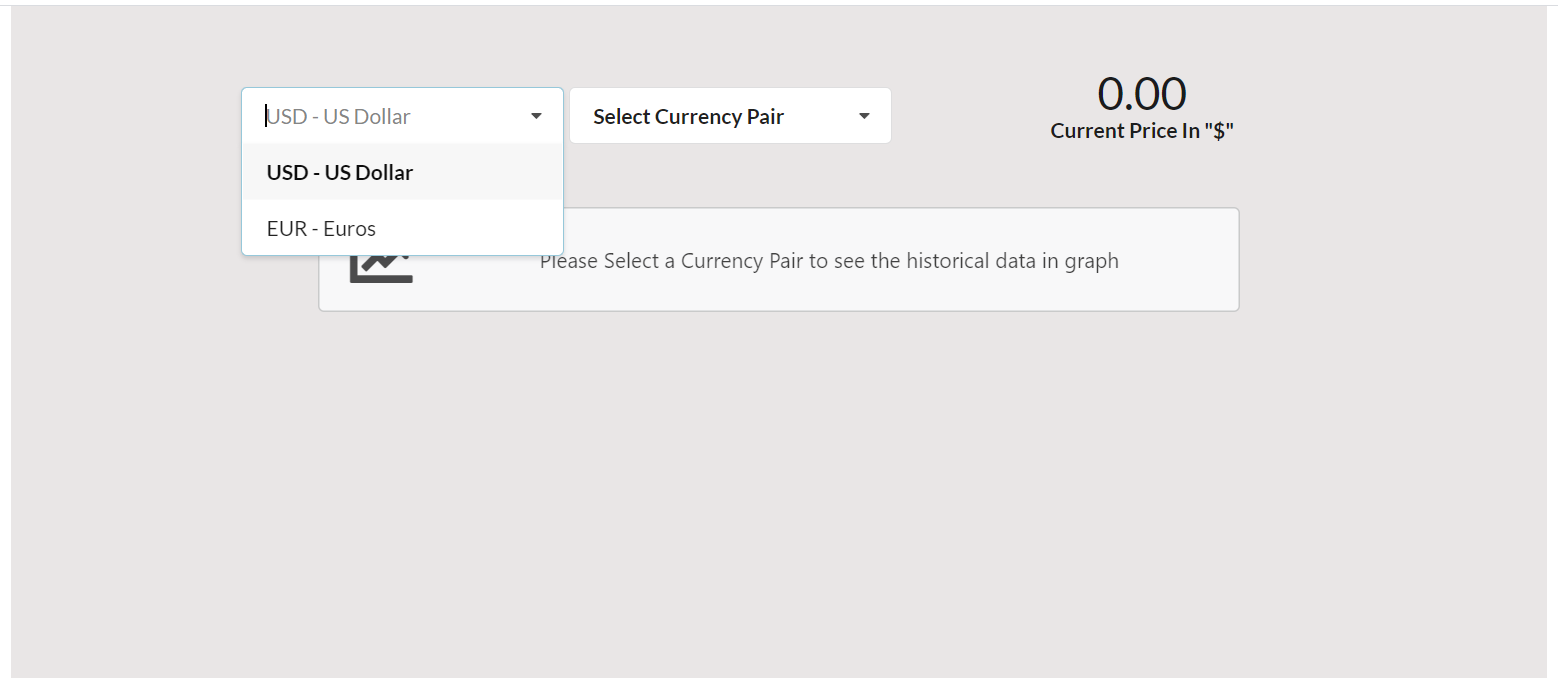 USD - US Dollar
Select Currency Pair
0.00
Current Price In "$"
USD - US Dollar
EUR - Euros
Please Select a Currency Pair to see the historical data in graph